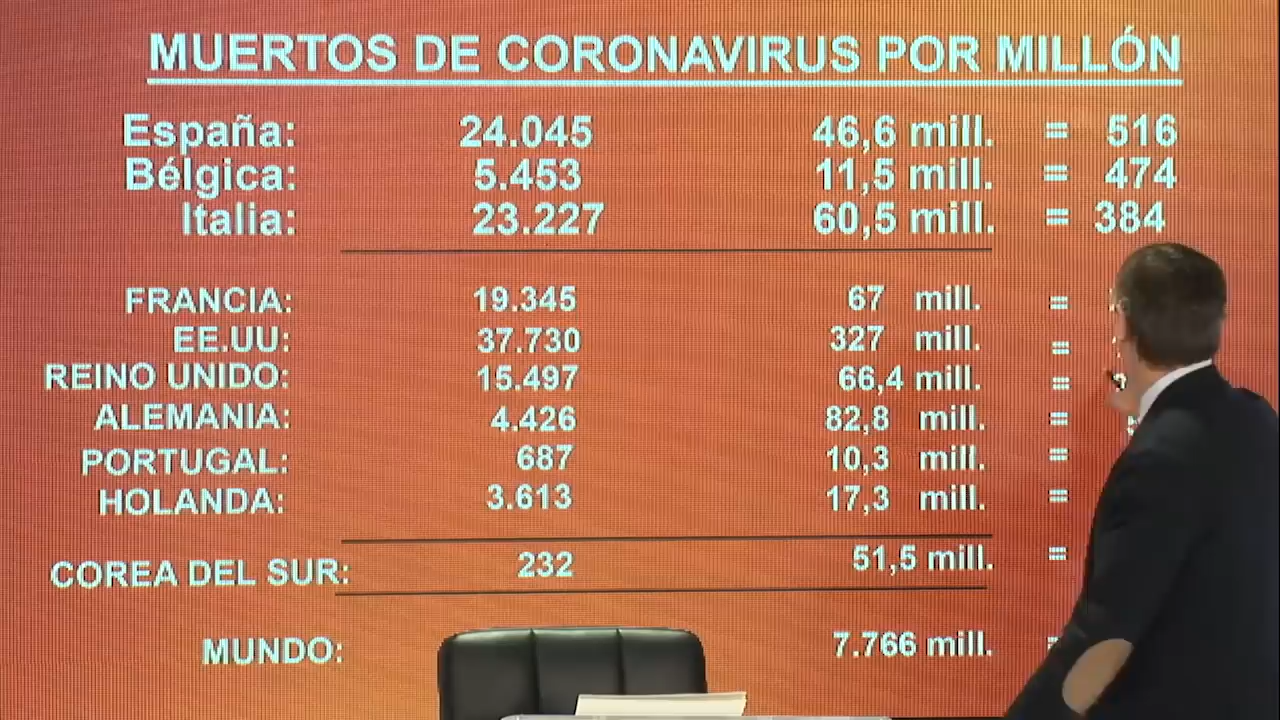 MUERTOS DE CORONAVIRUS POR MILLÓN
España: 24.045 46,6 mill. = 516
Bélgica: 5.453 11,5 mill. = 474
Italia: 23.227 60,5 mill. = 384
FRANCIA: 19.345 67 mill. =
EE.UU: 37.730 327 mill. =
REINO UNIDO: 15.497 66,4 mill. =
ALEMANIA: 4.426 82,8 mill. =
PORTUGAL: 687 10,3 mill. =
HOLANDA: 3.613 17,3 mill. =
COREA DEL SUR: 232 51,5 mill. =
MUNDO: 7.766 mill.